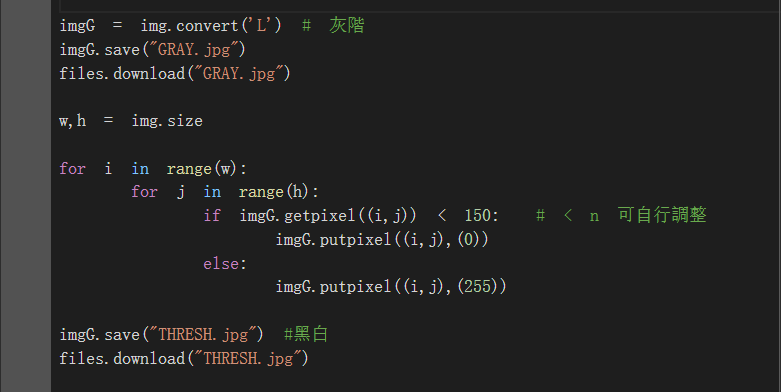 imgG = img.convert('L') # 灰階
imgG.save("GRAY.jpg")
files.download("GRAY.jpg")
w,h = img.size
for i in range(w):
for j in range(h):
if imgG.getpixel((i,j)) < 150: # < n 可自行調整
imgG.putpixel((i,j),(0))
else:
imgG.putpixel((i,j),(255))
imgG.save("THRESH.jpg") #黑白
files.download("THRESH.jpg")